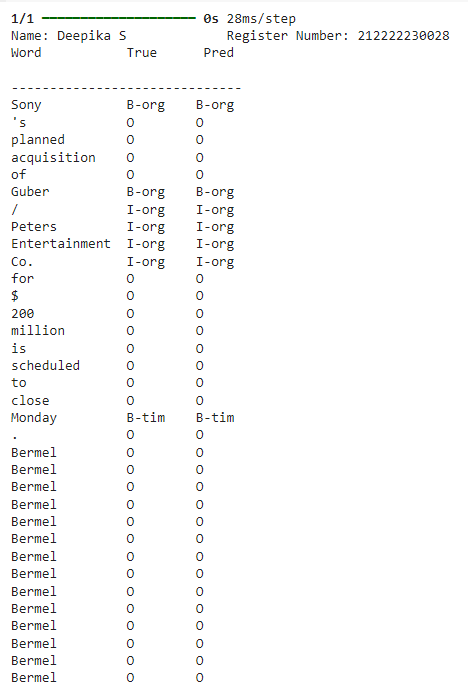 1/1 ━━━━━━━━━━━━━━━━━━━━ 0s 28ms/step
Name: Deepika S Register Number: 212222230028
Word True Pred
------------------------------
Sony B-org B-org
's O O
planned O O
acquisition O O
of O O
Guber B-org B-org
/ I-org I-org
Peters I-org I-org
Entertainment I-org I-org
Co. I-org I-org
for O O
$ O O
200 O O
million O O
is O O
scheduled O O
to O O
close O O
Monday B-tim B-tim
. O O
Bermel O O
Bermel O O
Bermel O O
Bermel O O
Bermel O O
Bermel O O
Bermel O O
Bermel O O
Bermel O O
Bermel O O
Bermel O O
Bermel O O
Bermel O O
Bermel O O